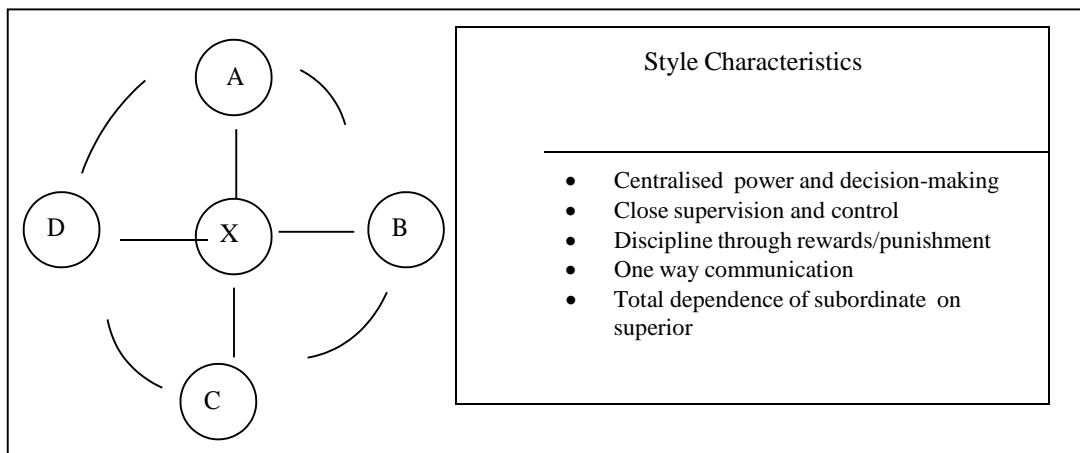 A
D
X
B
C
Style Characteristics
• Centralised power and decision-making
• Close supervision and control
• Discipline through rewards/punishment
• One way communication
• Total dependence of subordinate on
superior